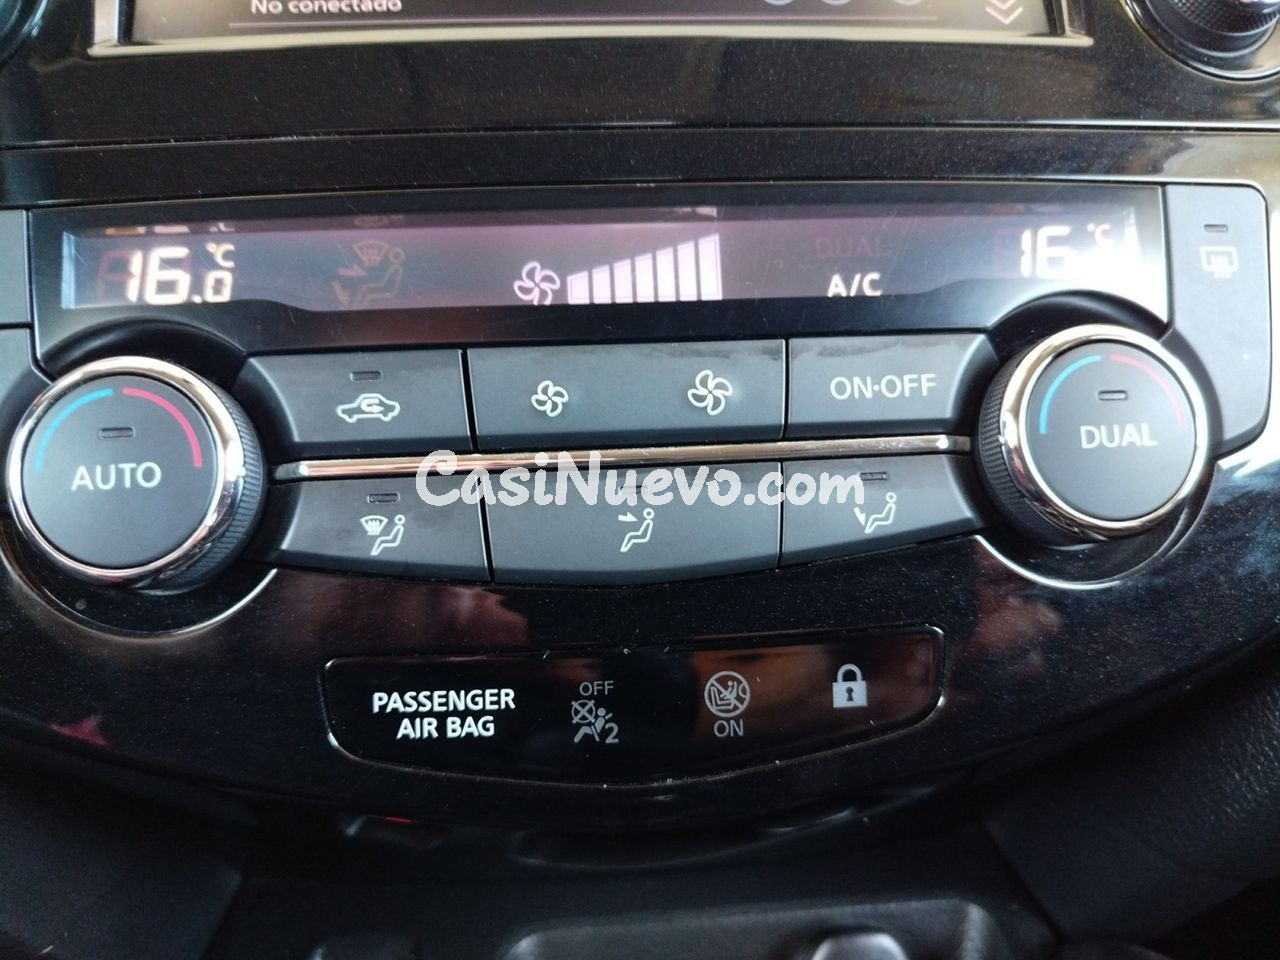 No conectado
16.0 °C
DUAL
A/C
16 °C
ON·OFF
AUTO
DUAL
CasiNuevo.com
PASSENGER
AIR BAG
OFF
2
ON